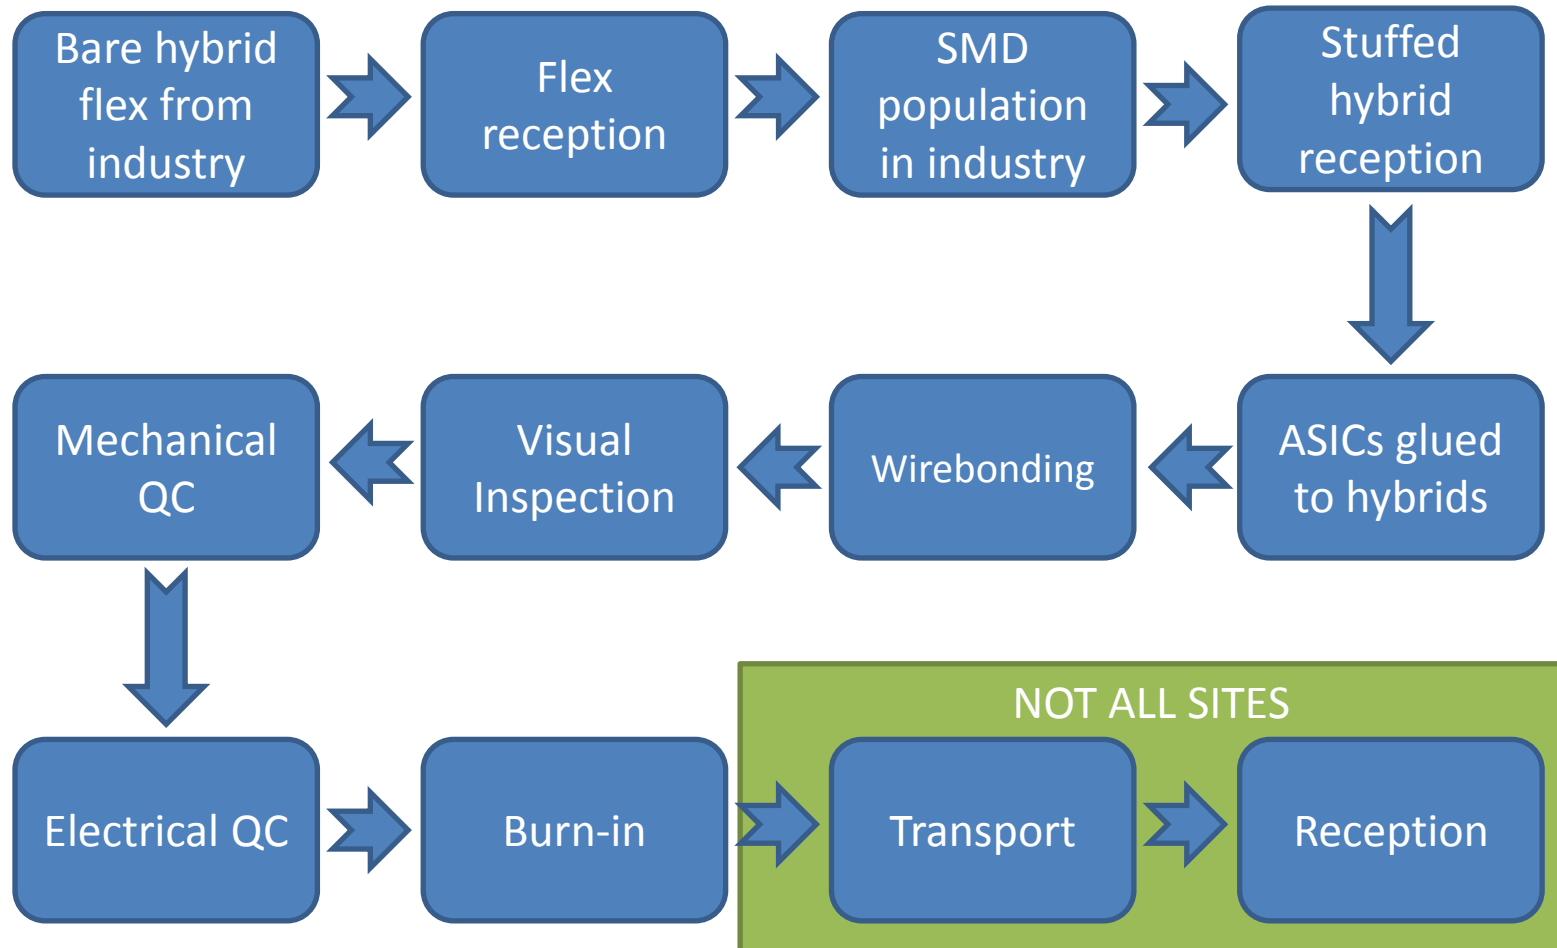 Bare hybrid
flex from
industry
Flex
reception
SMD
population
in industry
Stuffed
hybrid
reception
Mechanical
QC
Visual
Inspection
Wirebonding
ASICs glued
to hybrids
NOT ALL SITES
Electrical QC
Burn-in
Transport
Reception